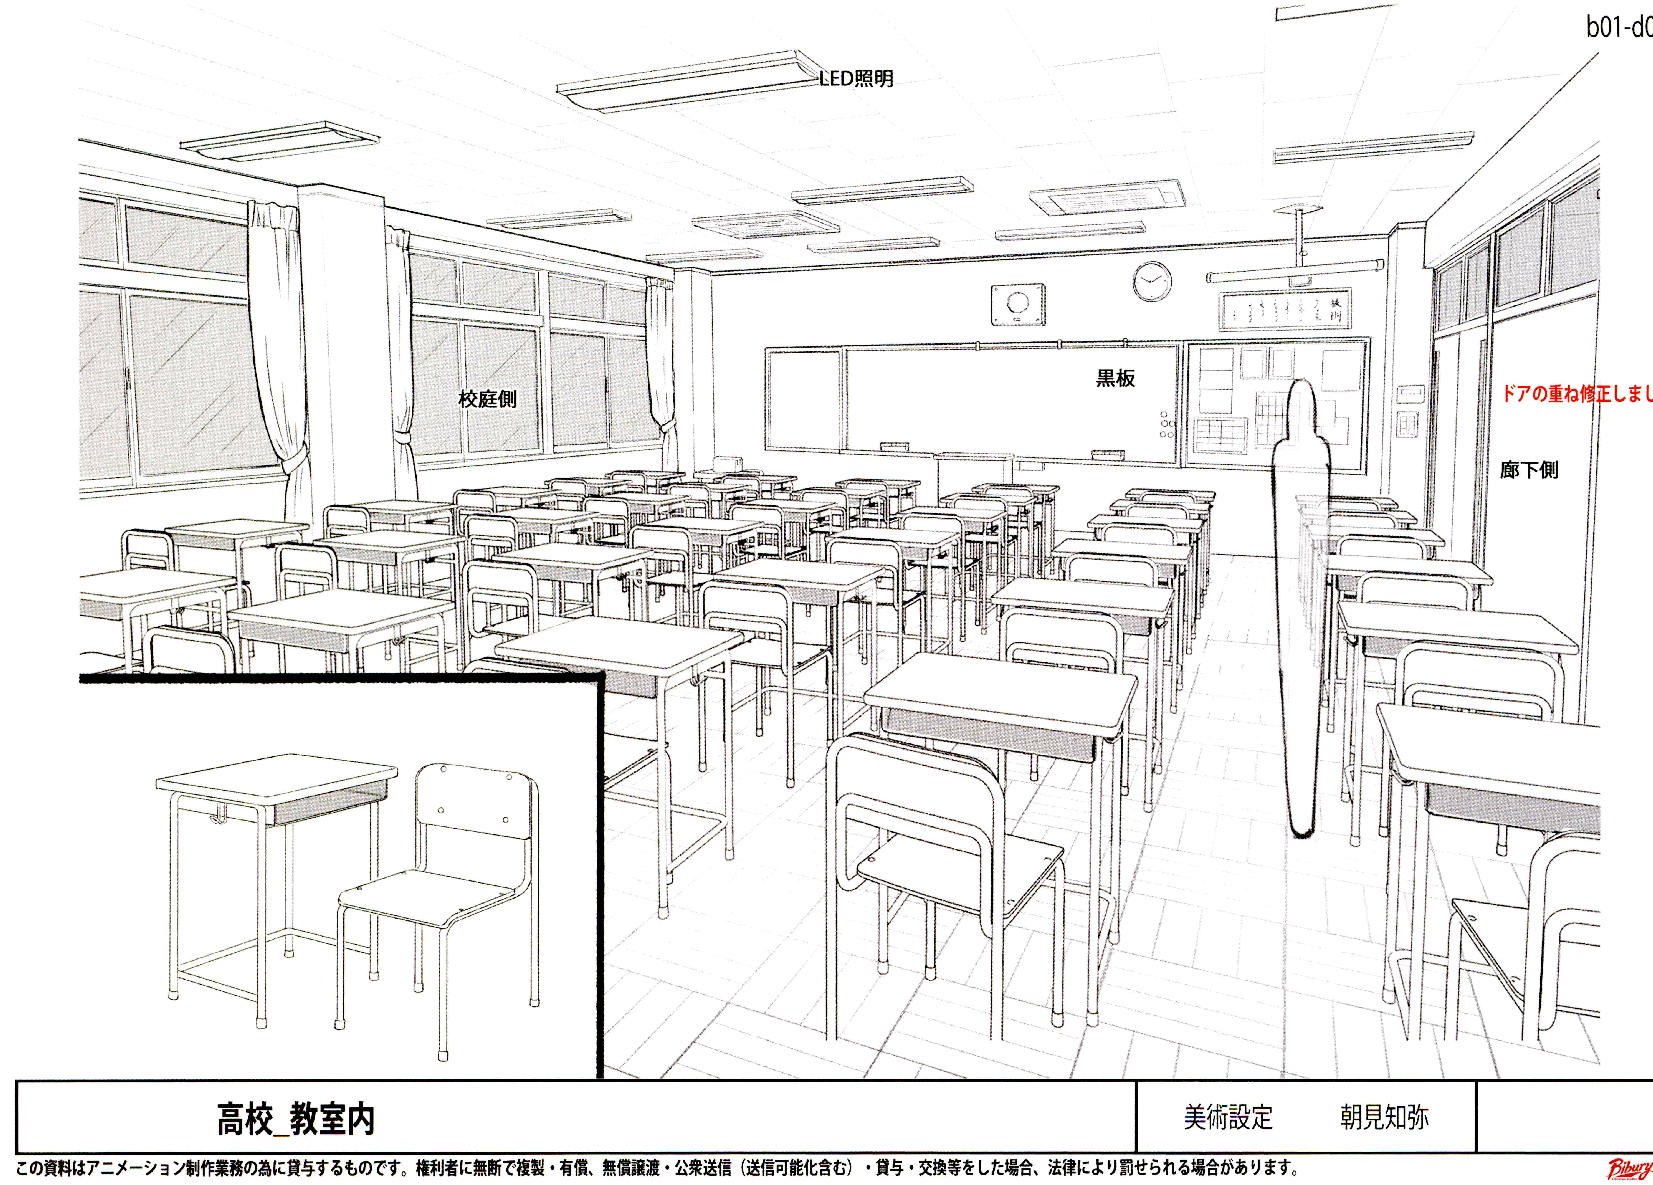 b01-d0
LED照明
校庭側
黒板
ドアの重ね修正しまし
廊下側
高校_教室内
美術設定 朝見知弥
この資料はアニメーション制作業務の為に貸与するものです。権利者に無断で複製・有償、無償譲渡・公衆送信（送信可能化含む）・貸与・交換等をした場合、法律により罰せられる場合があります。
Bibury